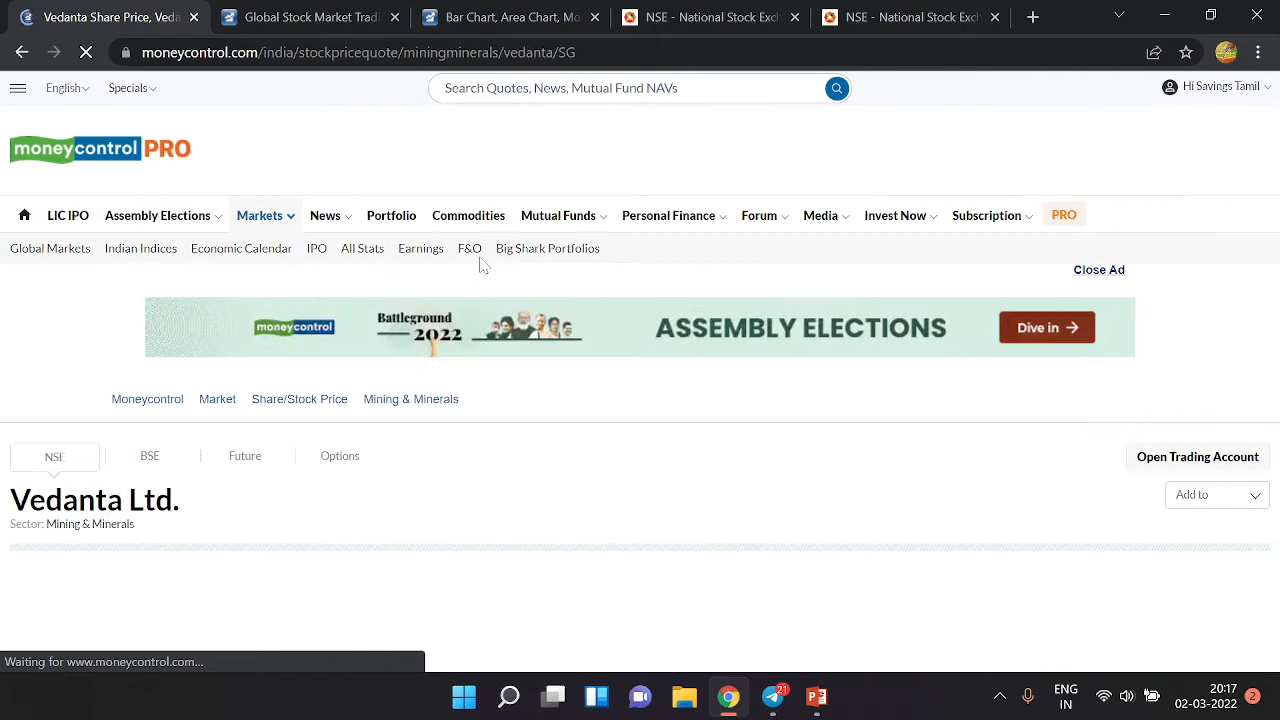 Share Price, Veda
Global Stock Market Tradi
Bar Chart, Area Chart,
NSE - National Stock Exch
NSE - National Stock Exch
moneycontrol.com/india/stockpricequote/miningminerals/vedanta/SG
English
Specials
Search Quotes, News, Mutual Fund NAVs
Hi Savings Tamil
moneycontrol PRO
LIC IPO
Assembly Elections
Markets
News
Portfolio
Commodities
Mutual Funds
Personal Finance
Forum
Media
Invest Now
Subscription
PRO
Global Markets
Indian Indices
Economic Calendar
IPO
All Stats
Earnings
F&O
Big Shark Portfolios
Close Ad
moneycontrol
Battleground
2022
ASSEMBLY ELECTIONS
Dive in →
Moneycontrol
Market
Share/Stock Price
Mining & Minerals
NSE
BSE
Future
Options
Open Trading Account
Vedanta Ltd.
Add to
Sector: Mining & Minerals
Waiting for www.moneycontrol.com...
21
ENG
IN
20:17
02-03-2022
2